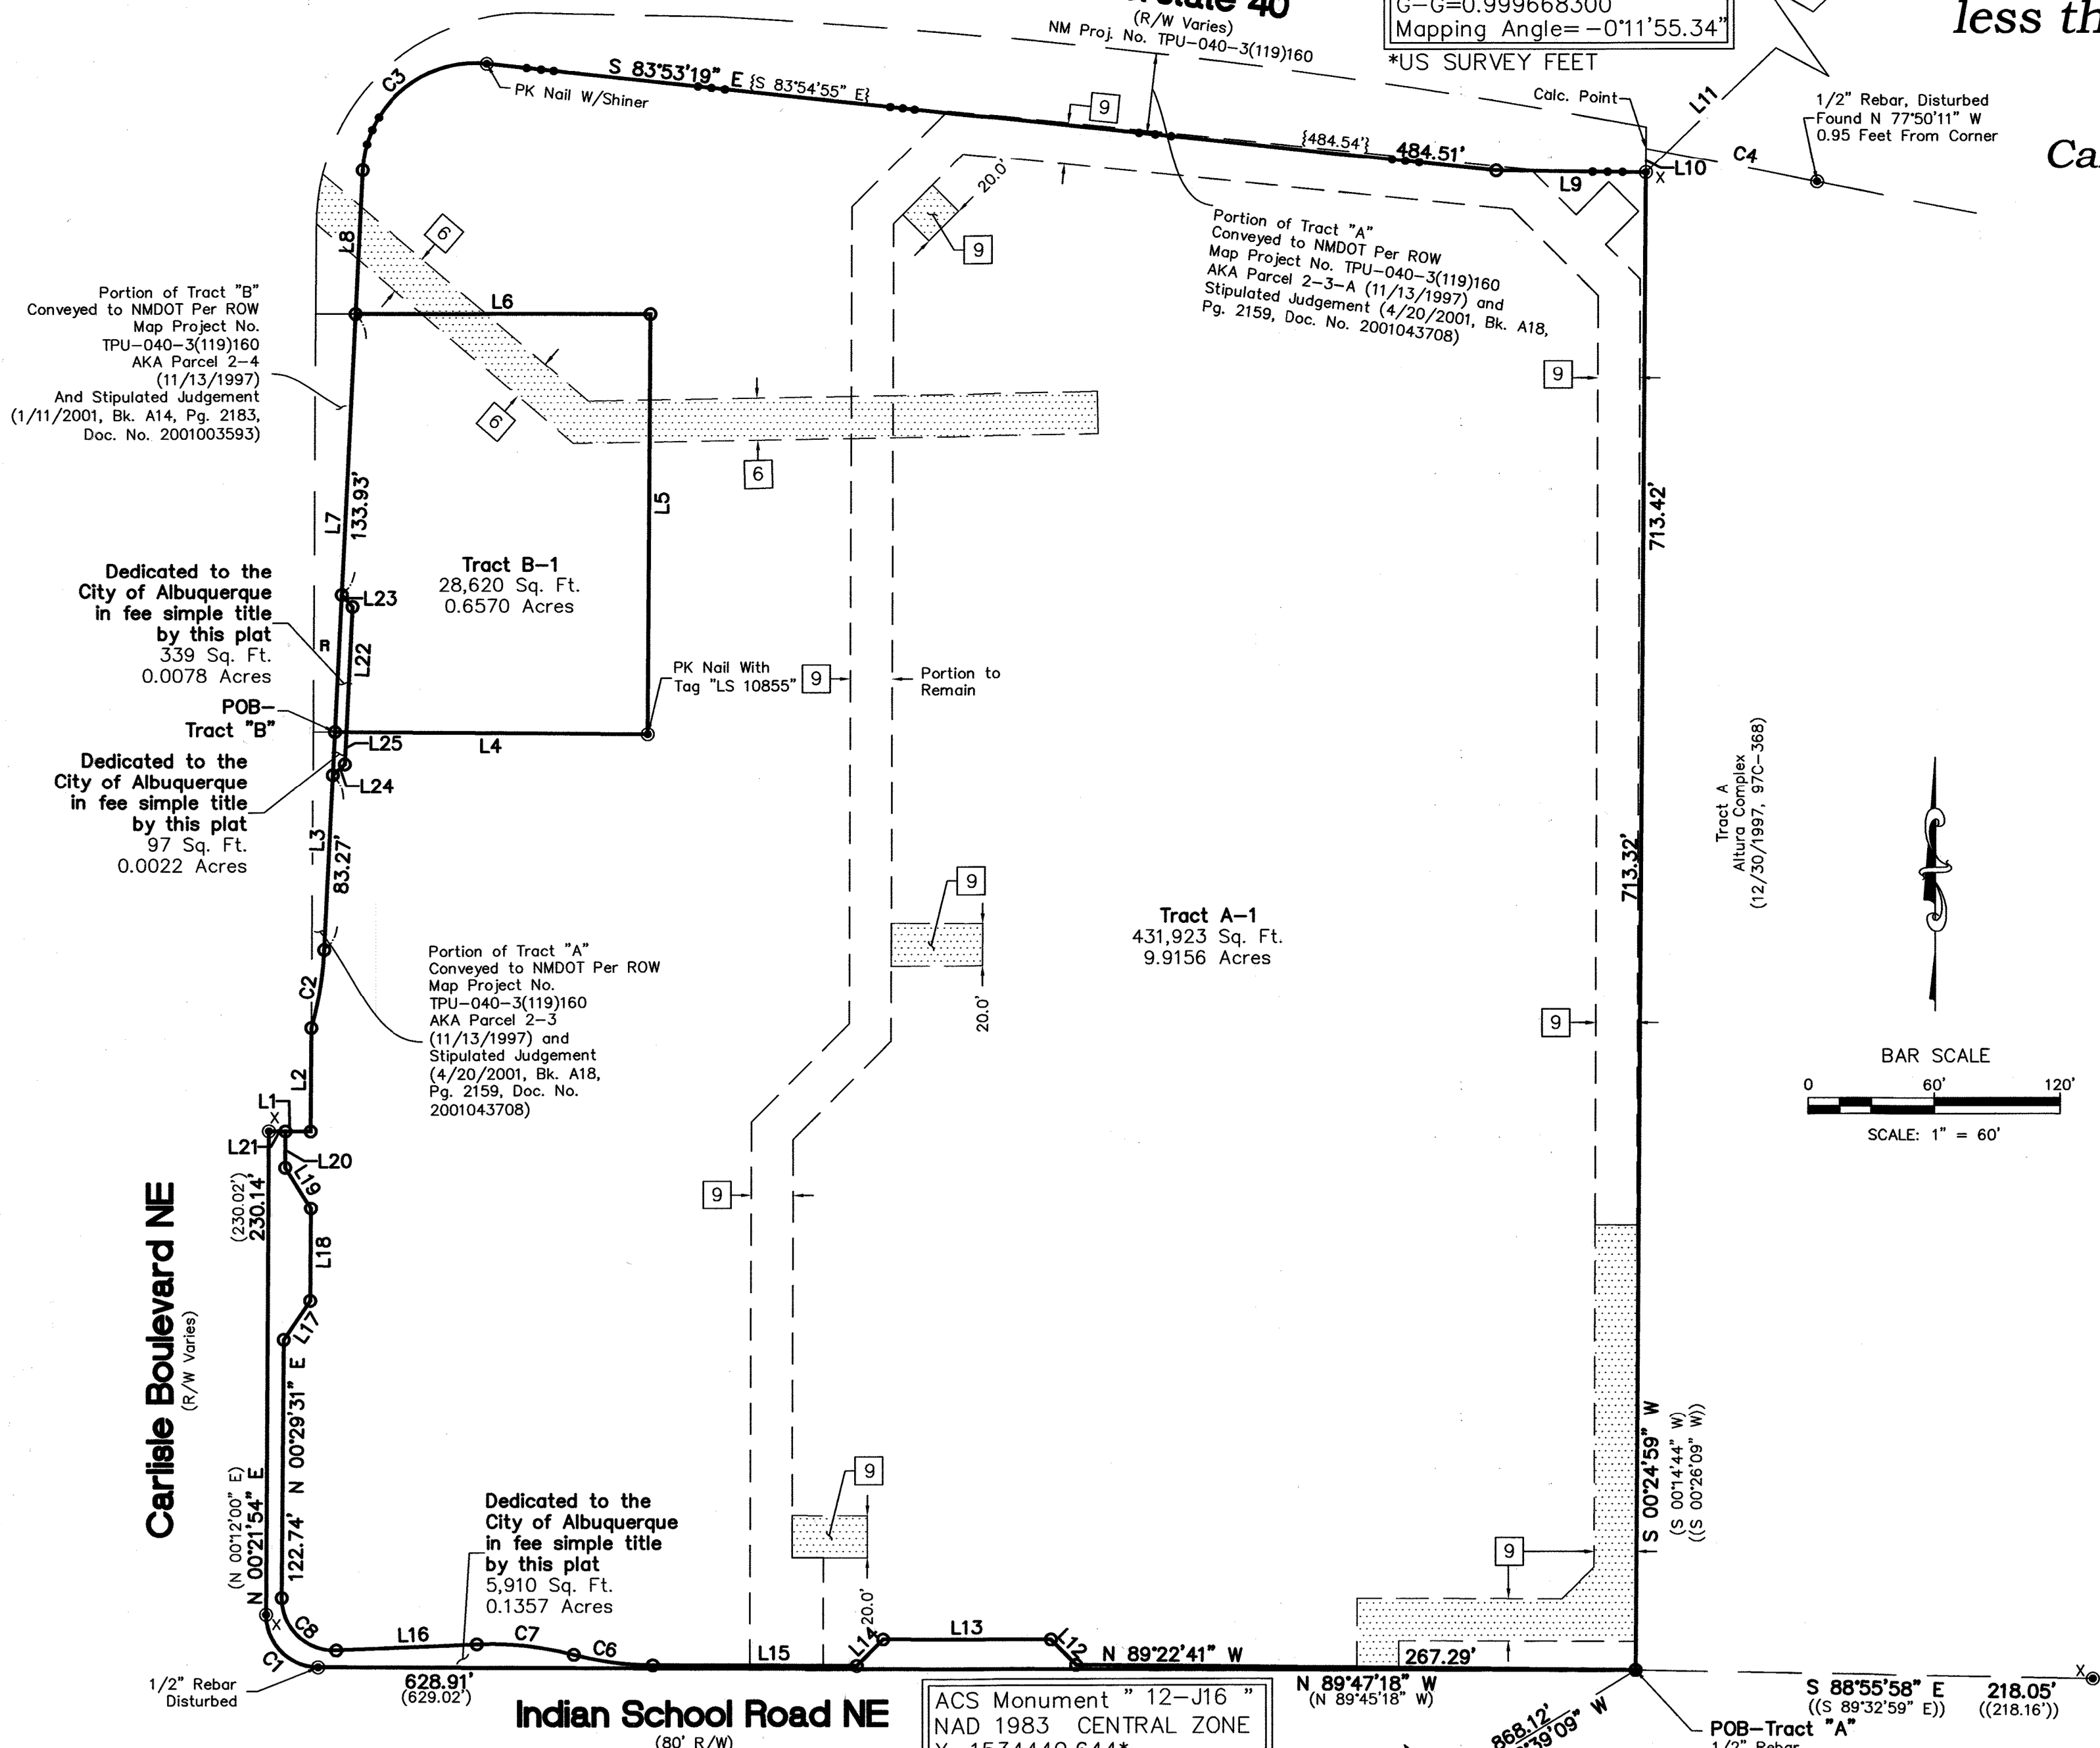 Interstate 40
(R/W Varies)
NM Proj. No. TPU-040-3(119)160
G-G=0.999668300
Mapping Angle= -0°11'55.34"
*US SURVEY FEET
less
S 83°53'19" E {S 83°54'55" E}
PK Nail W/Shiner
C3
9
{484.54'}
484.51'
Calc. Point
L11
1/2" Rebar, Disturbed
Found N 77°50'11" W
0.95 Feet From Corner
C4
L10
X
L9
20.0'
9
6
L8
Portion of Tract "A"
Conveyed to NMDOT Per ROW
Map Project No. TPU-040-3(119)160
AKA Parcel 2-3-A (11/13/1997) and
Stipulated Judgement (4/20/2001, Bk. A18,
Pg. 2159, Doc. No. 2001043708)
Portion of Tract "B"
Conveyed to NMDOT Per ROW
Map Project No.
TPU-040-3(119)160
AKA Parcel 2-4
(11/13/1997)
And Stipulated Judgement
(1/11/2001, Bk. A14, Pg. 2183,
Doc. No. 2001003593)
L6
6
6
9
L5
L7
133.93'
713.42'
Tract B-1
28,620 Sq. Ft.
0.6570 Acres
Dedicated to the
City of Albuquerque
in fee simple title
by this plat
339 Sq. Ft.
0.0078 Acres
L23
R
L22
PK Nail With
Tag "LS 10855"
9
Portion to
Remain
POB-
Tract "B"
L4
L25
L24
Dedicated to the
City of Albuquerque
in fee simple title
by this plat
97 Sq. Ft.
0.0022 Acres
L3
83.27'
713.32'
Tract A
Altura Complex
(12/30/1997, 97C-368)
9
20.0'
Tract A-1
431,923 Sq. Ft.
9.9156 Acres
Portion of Tract "A"
Conveyed to NMDOT Per ROW
Map Project No.
TPU-040-3(119)160
AKA Parcel 2-3
(11/13/1997) and
Stipulated Judgement
(4/20/2001, Bk. A18,
Pg. 2159, Doc. No.
2001043708)
C2
9
L2
BAR SCALE
0 60' 120'
SCALE: 1" = 60'
L1
X
L21
L20
L19
9
(230.02')
230.14'
L18
L17
Carlisle Boulevard NE
(R/W Varies)
(N 00°12'00" E)
N 00°21'54" E
122.74' N 00°29'31" E
S 00°24'59" W
(S 00°14'44" W)
((S 00°26'09" W))
9
Dedicated to the
City of Albuquerque
in fee simple title
by this plat
5,910 Sq. Ft.
0.1357 Acres
9
20.0'
X
C8
C1
L16
C7
C6
L15
L14
L13
L12
N 89°22'41" W
267.29'
1/2" Rebar
Disturbed
628.91'
(629.02')
N 89°47'18" W
(N 89°45'18" W)
S 88°55'58" E 218.05'
((S 89°32'59" E)) ((218.16'))
X
Indian School Road NE
(80' R/W)
ACS Monument " 12-J16 "
NAD 1983 CENTRAL ZONE
868.12'
POB-Tract "A"
1/2" Rebar